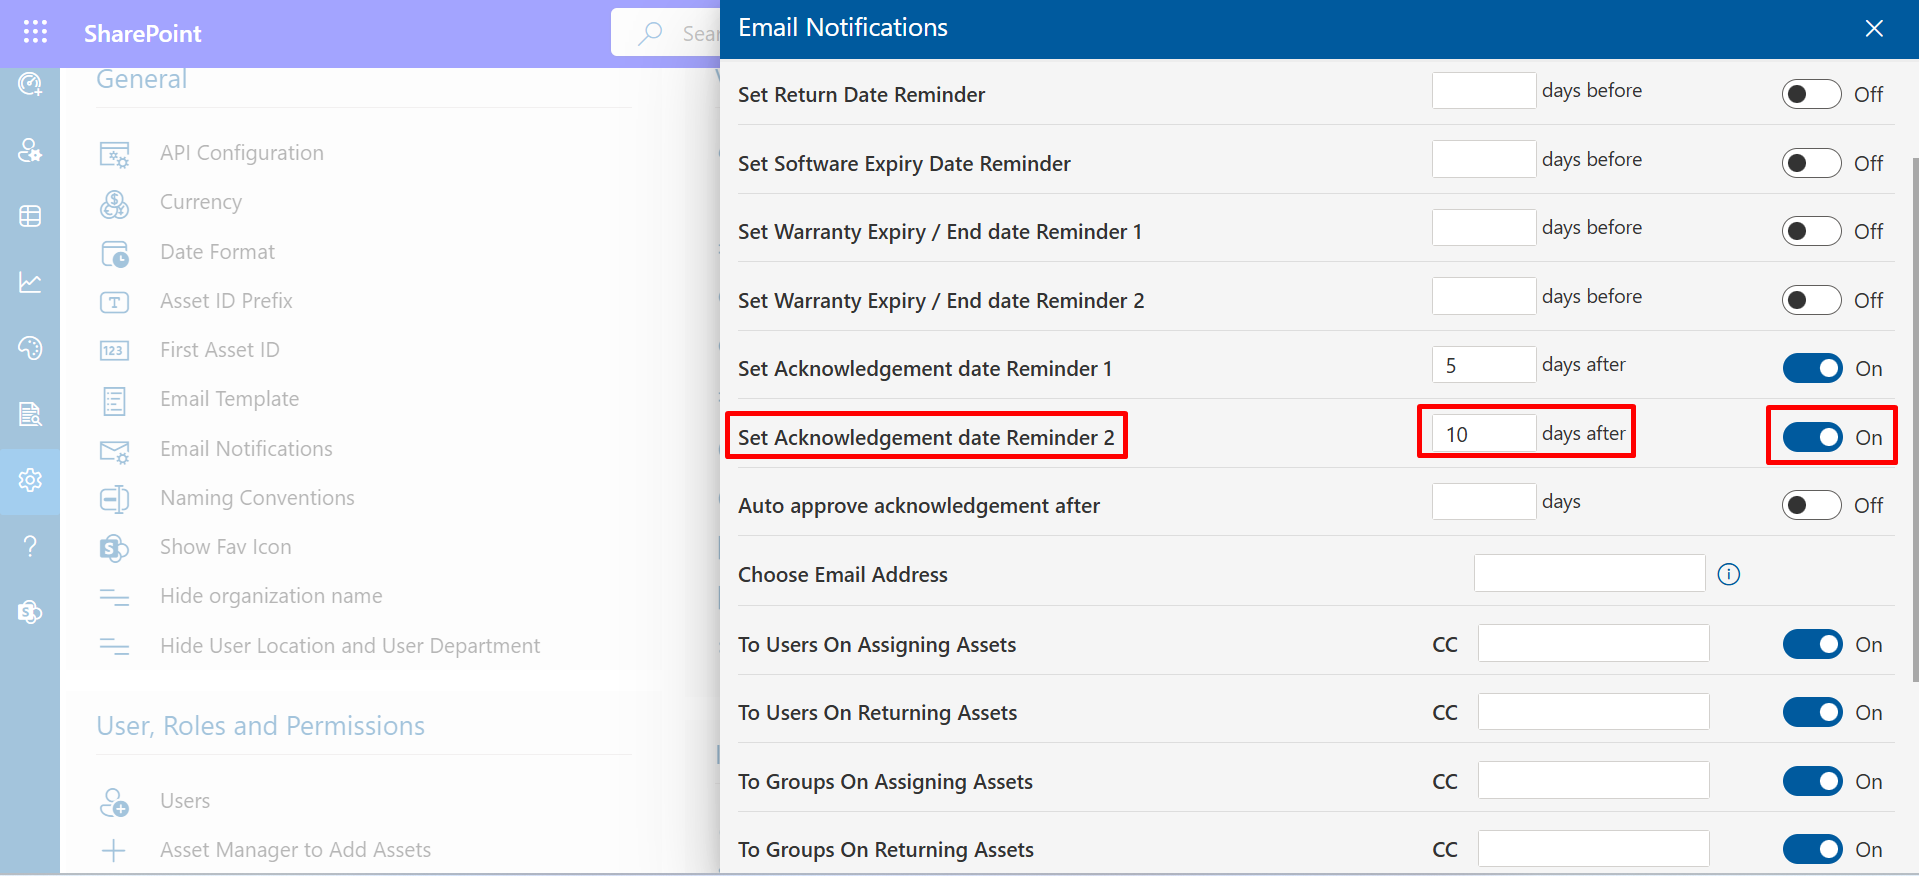 SharePoint
Sear
Email Notifications
General
API Configuration
Currency
Date Format
Asset ID Prefix
First Asset ID
Email Template
Email Notifications
Naming Conventions
Show Fav Icon
Hide organization name
Hide User Location and User Department
User, Roles and Permissions
Users
Asset Manager to Add Assets
Set Return Date Reminder days before Off
Set Software Expiry Date Reminder days before Off
Set Warranty Expiry / End date Reminder 1 days before Off
Set Warranty Expiry / End date Reminder 2 days before Off
Set Acknowledgement date Reminder 1 5 days after On
Set Acknowledgement date Reminder 2 10 days after On
Auto approve acknowledgement after days Off
Choose Email Address
To Users On Assigning Assets CC On
To Users On Returning Assets CC On
To Groups On Assigning Assets CC On
To Groups On Returning Assets CC On